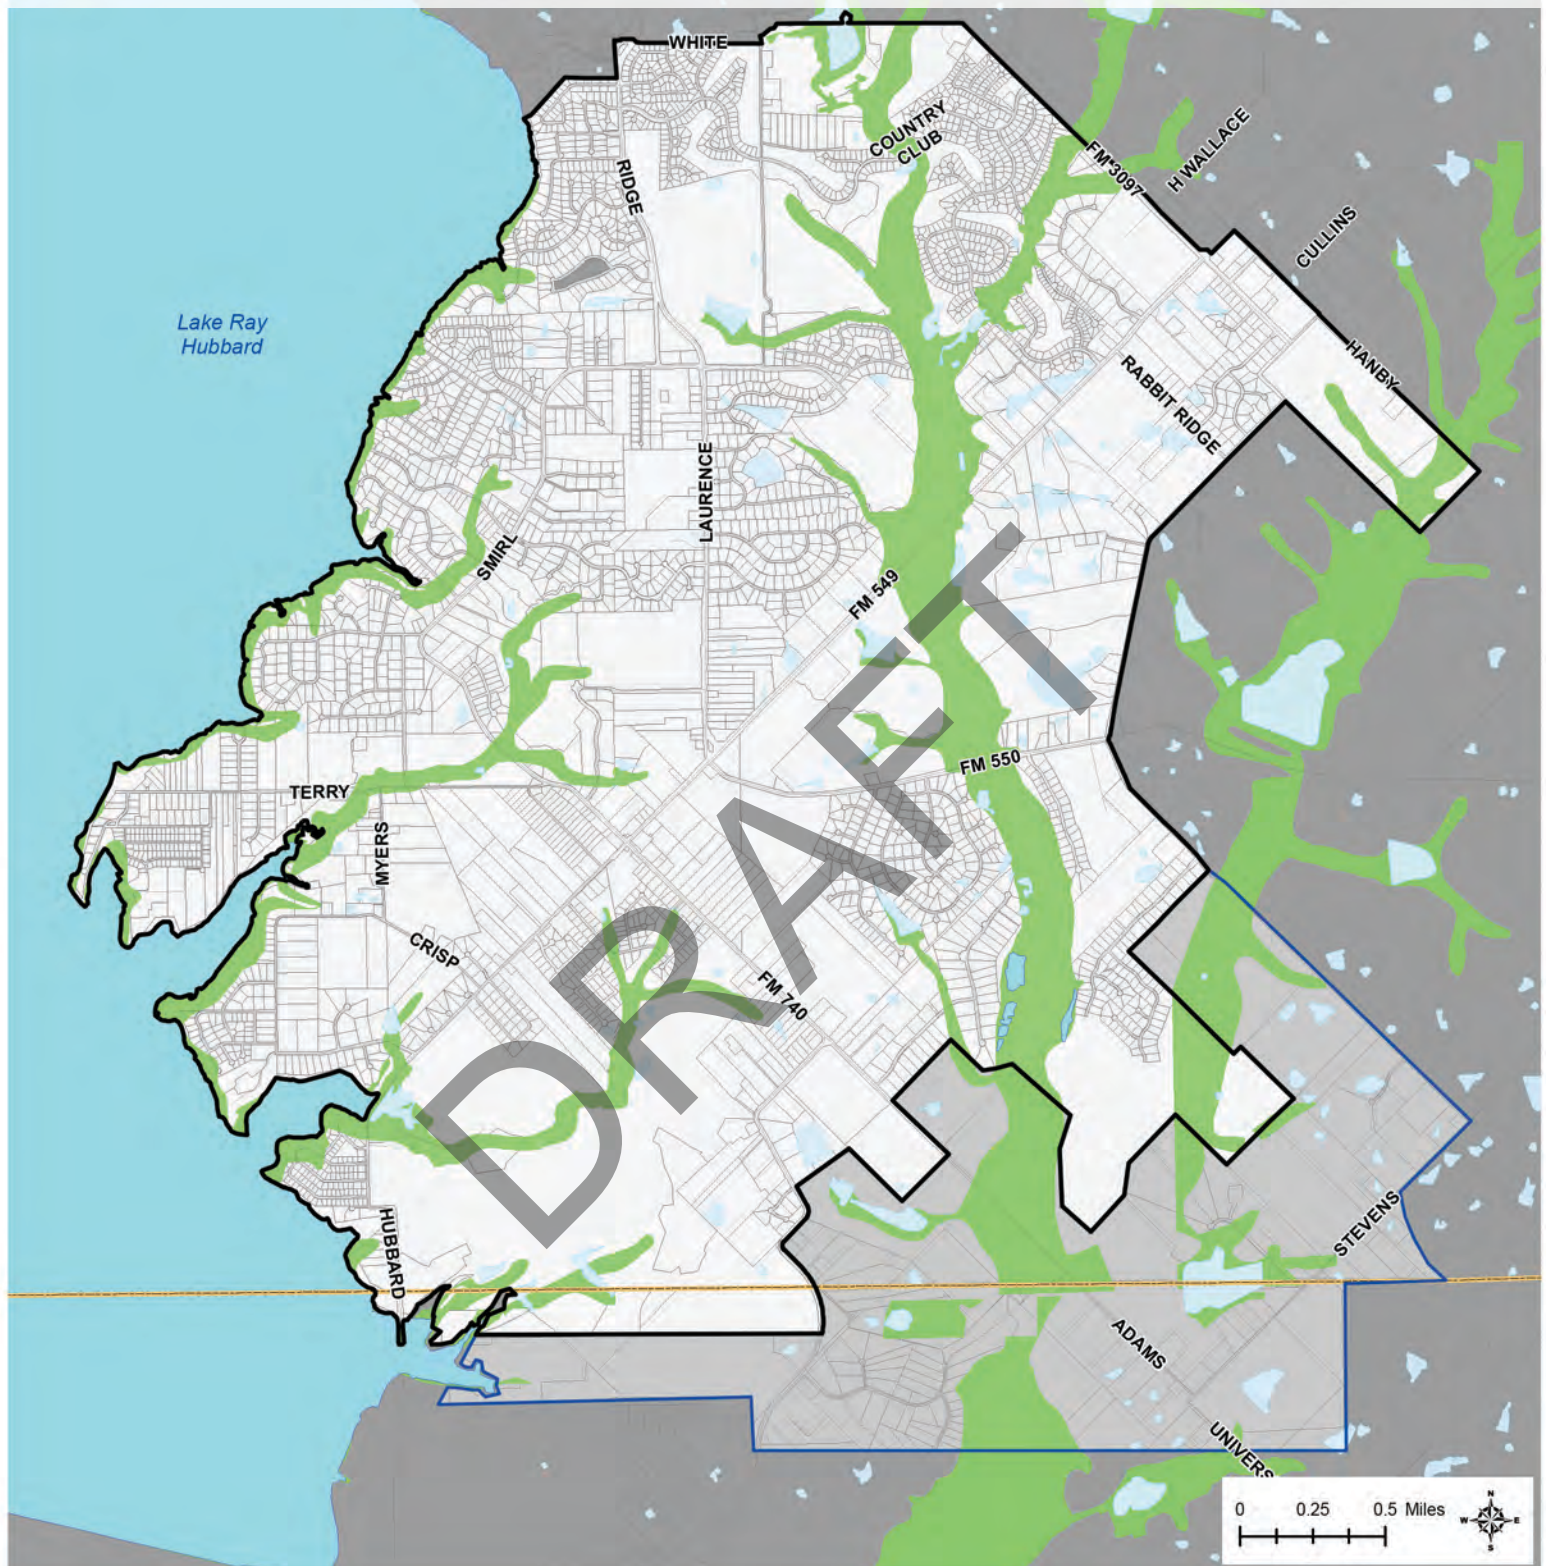 WHITE
COUNTRY
CLUB
FM 3097
H WALLACE
RIDGE
CULLINS
Lake Ray
Hubbard
HANBY
RABBIT RIDGE
LAURENCE
SMIRL
FM 549
DRAFT
FM 550
TERRY
MYERS
CRISP
FM 740
HUBBARD
STEVENS
ADAMS
UNIVERS
0 0.25 0.5 Miles
N
W E
S